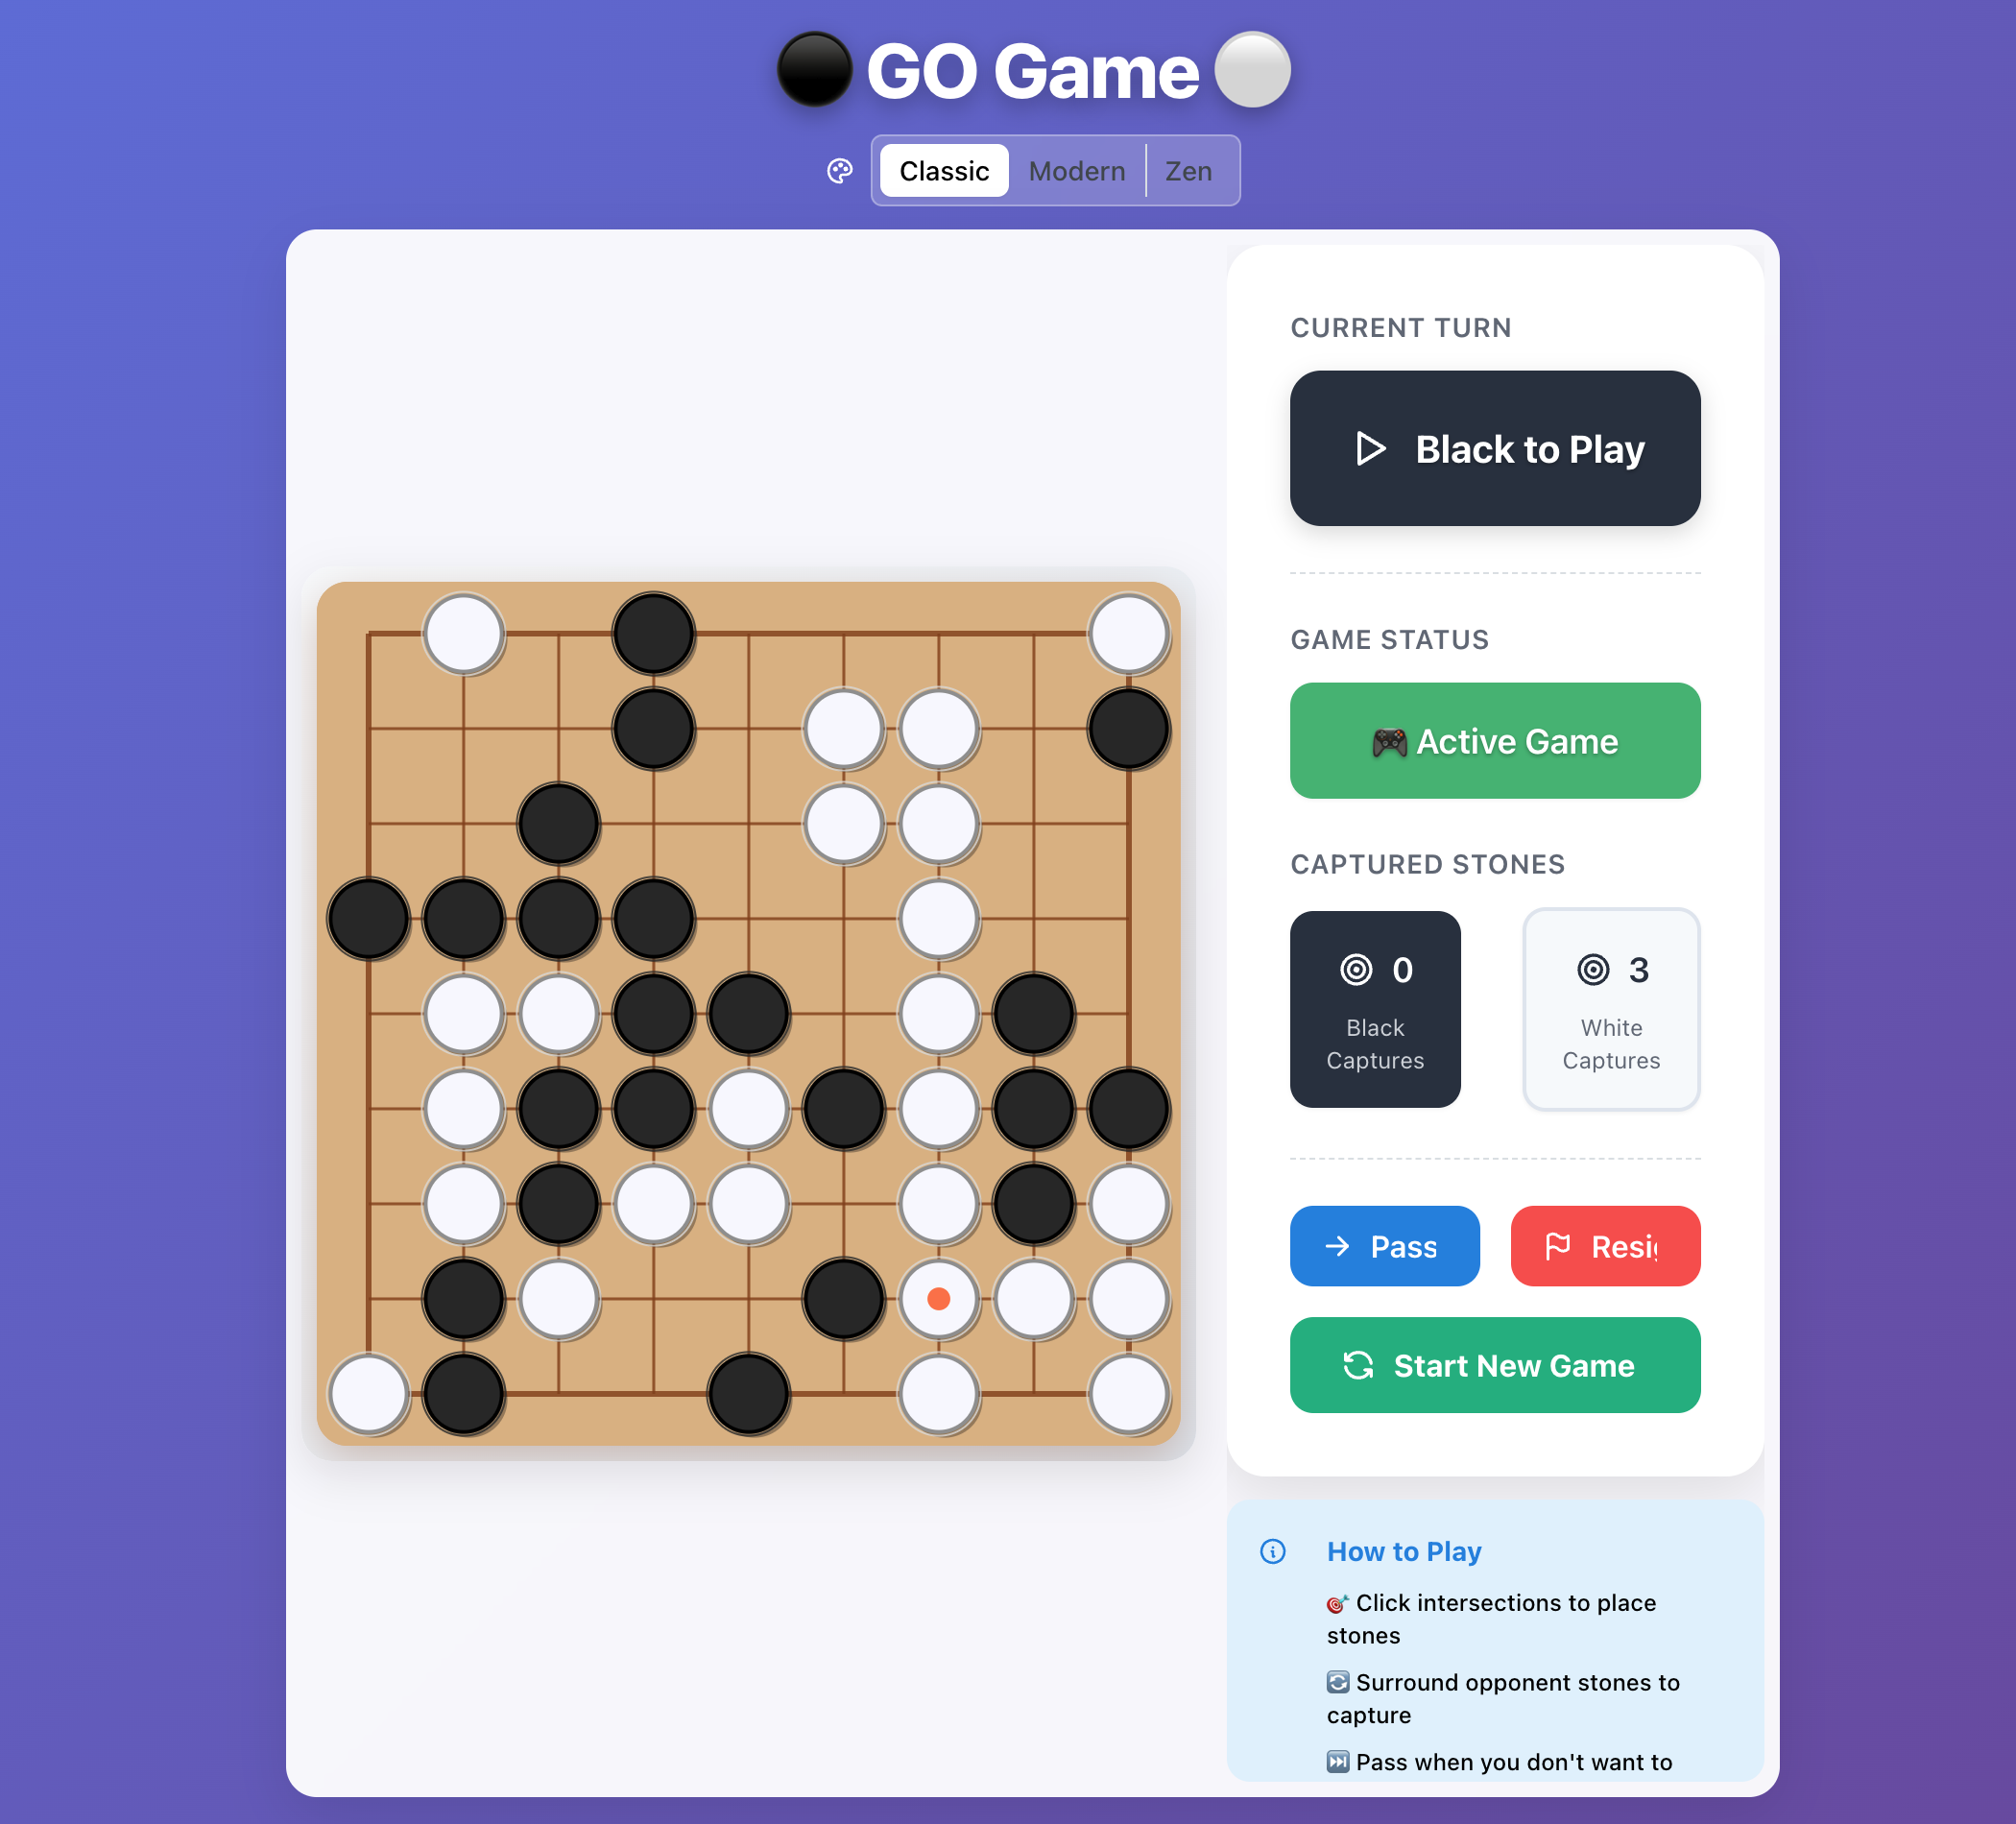 GO Game
Classic Modern Zen
CURRENT TURN
Black to Play
GAME STATUS
Active Game
CAPTURED STONES
0
Black
Captures
3
White
Captures
Pass
Resi
Start New Game
How to Play
Click intersections to place
stones
Surround opponent stones to
capture
Pass when you don't want to